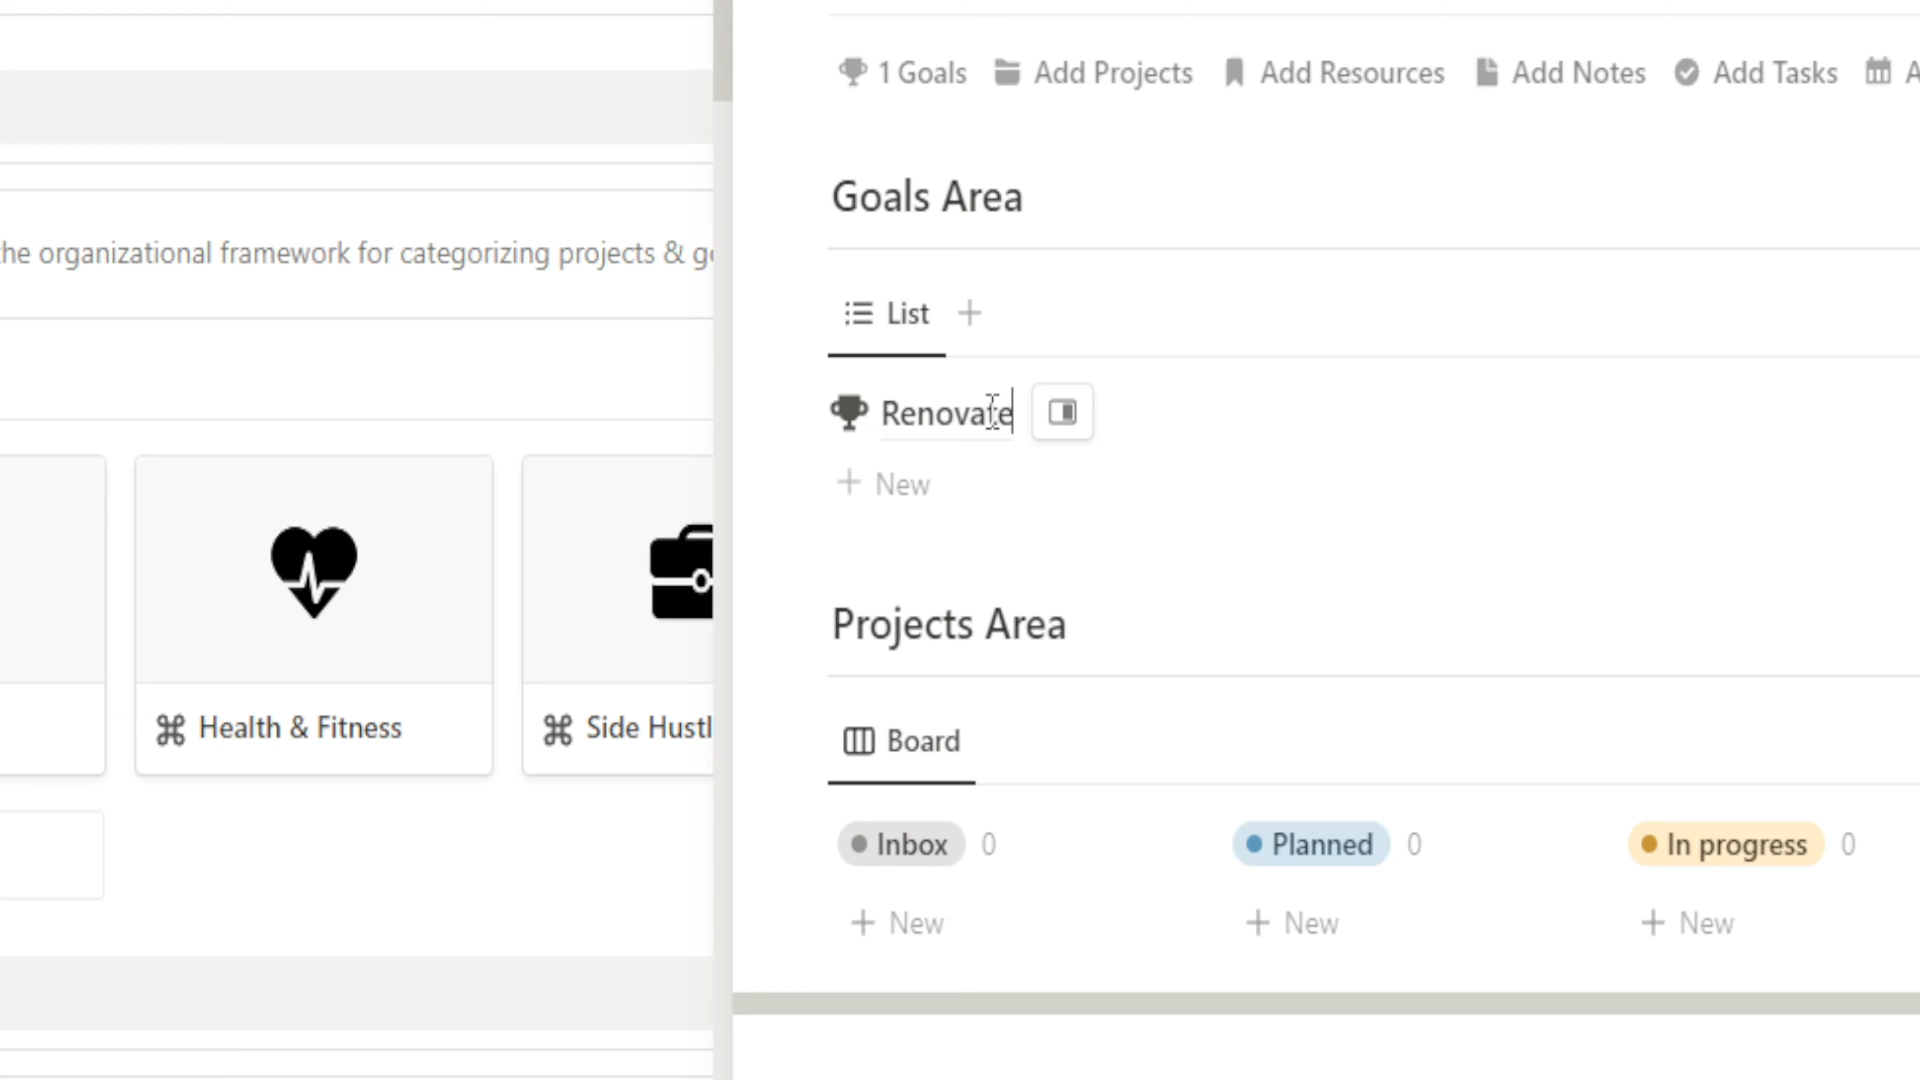 1 Goals Add Projects Add Resources Add Notes Add Tasks
Goals Area
the organizational framework for categorizing projects &
List
Renovate
New
Projects Area
Health & Fitness
Side Hustl
Board
Inbox 0 Planned 0 In progress 0
New New New